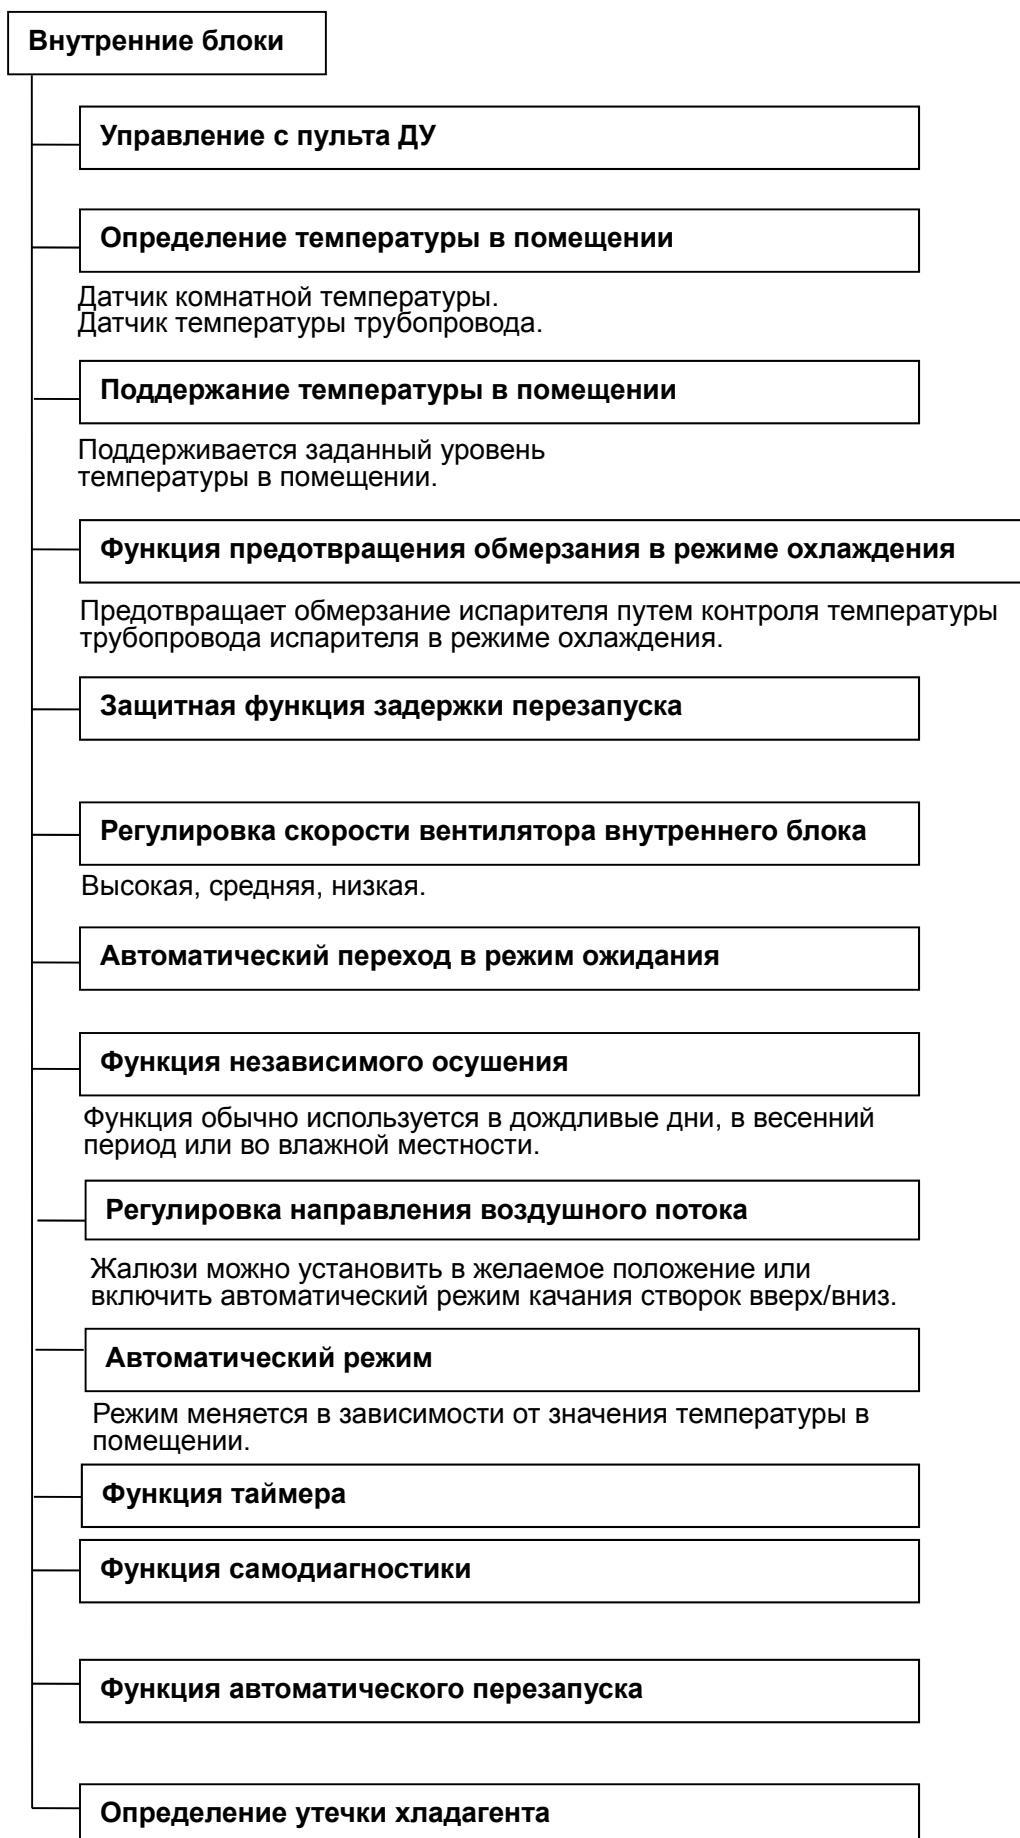 Внутренние блоки
Управление с пульта ДУ
Определение температуры в помещении
Датчик комнатной температуры.
Датчик температуры трубопровода.
Поддержание температуры в помещении
Поддерживается заданный уровень
температуры в помещении.
Функция предотвращения обмерзания в режиме охлаждения
Предотвращает обмерзание испарителя путем контроля температуры
трубопровода испарителя в режиме охлаждения.
Защитная функция задержки перезапуска
Регулировка скорости вентилятора внутреннего блока
Высокая, средняя, низкая.
Автоматический переход в режим ожидания
Функция независимого осушения
Функция обычно используется в дождливые дни, в весенний
период или во влажной местности.
Регулировка направления воздушного потока
Жалюзи можно установить в желаемое положение или
включить автоматический режим качания створок вверх/вниз.
Автоматический режим
Режим меняется в зависимости от значения температуры в
помещении.
Функция таймера
Функция самодиагностики
Функция автоматического перезапуска
Определение утечки хладагента